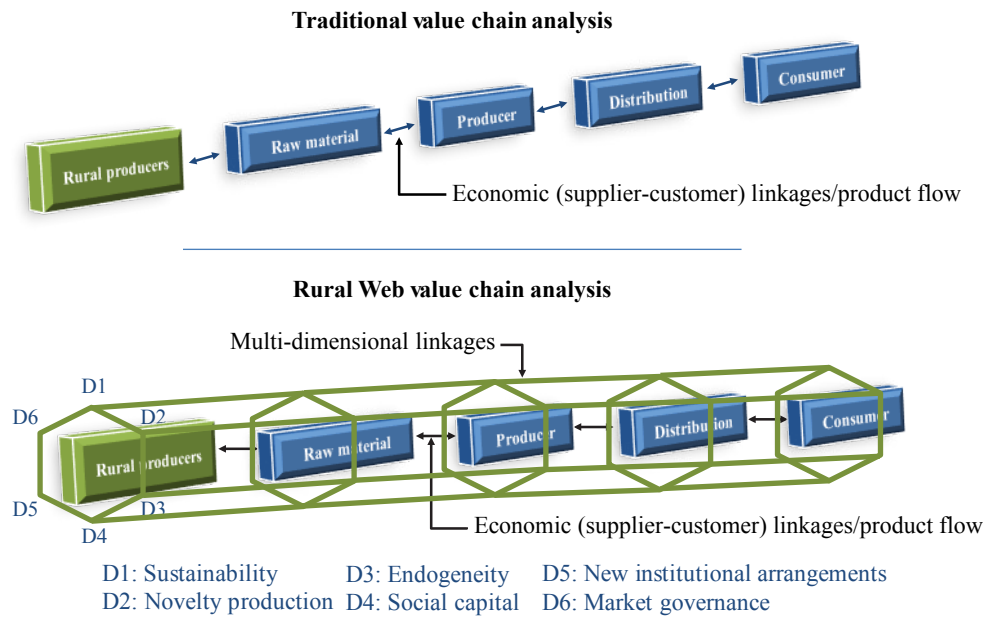 Traditional value chain analysis
Consumer
Distribution
Producer
Raw material
Rural producers
Economic (supplier-customer) linkages/product flow
Rural Web value chain analysis
Multi-dimensional linkages
D1
D6
D2
Rural producers
Raw material
Producer
Distribution
Consumer
D5
D3
D4
Economic (supplier-customer) linkages/product flow
D1: Sustainability D3: Endogeneity D5: New institutional arrangements
D2: Novelty production D4: Social capital D6: Market governance